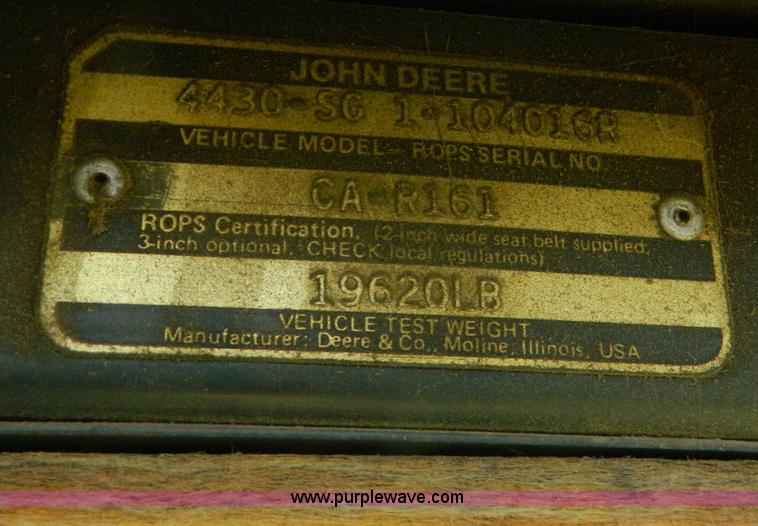 JOHN DEERE
4430-SG 1-104016R
VEHICLE MODEL - ROPS SERIAL NO
CA-R161
ROPS Certification. (2-inch wide seat belt supplied,
3-inch optional. CHECK local regulations)
19620LB
VEHICLE TEST WEIGHT
Manufacturer: Deere & Co., Moline, Illinois, USA
www.purplewave.com